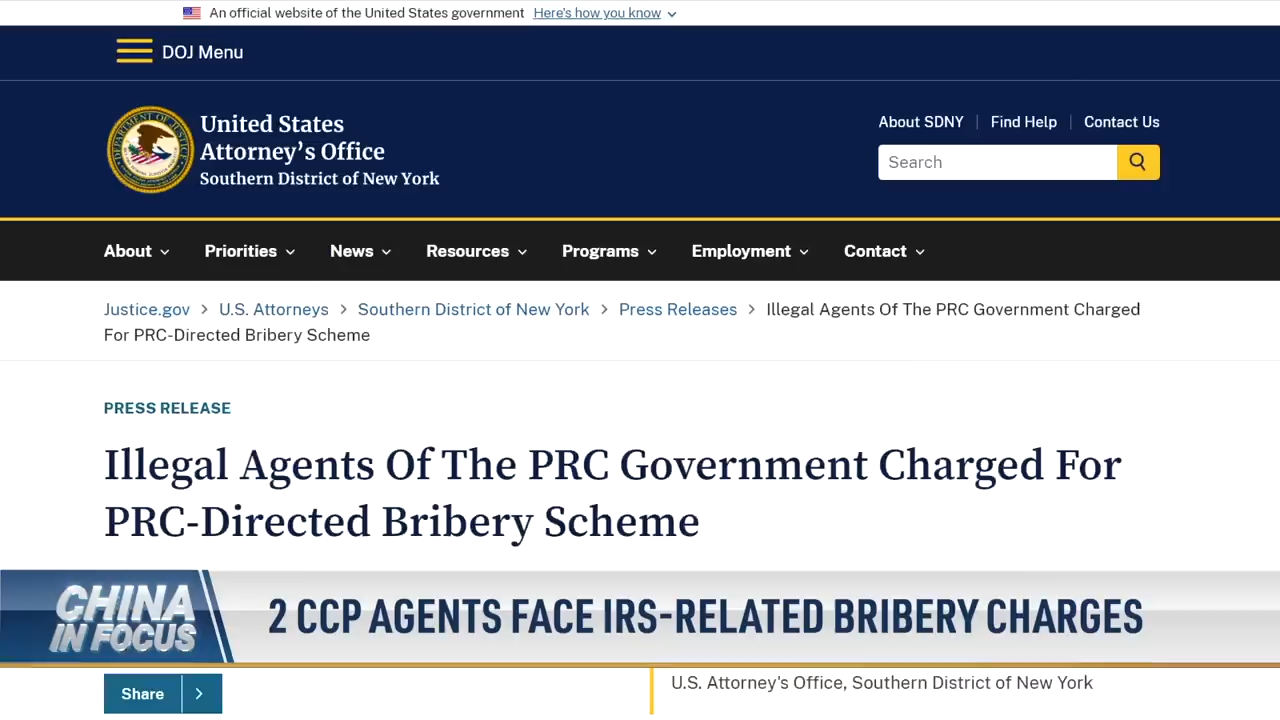 An official website of the United States government Here's how you know
DOJ Menu
United States
Attorney's Office
Southern District of New York
About SDNY | Find Help | Contact Us
Search
About Priorities News Resources Programs Employment Contact
Justice.gov > U.S. Attorneys > Southern District of New York > Press Releases > Illegal Agents Of The PRC Government Charged
For PRC-Directed Bribery Scheme
PRESS RELEASE
Illegal Agents Of The PRC Government Charged For
PRC-Directed Bribery Scheme
CHINA
IN FOCUS
2 CCP AGENTS FACE IRS-RELATED BRIBERY CHARGES
Share >
U.S. Attorney's Office, Southern District of New York